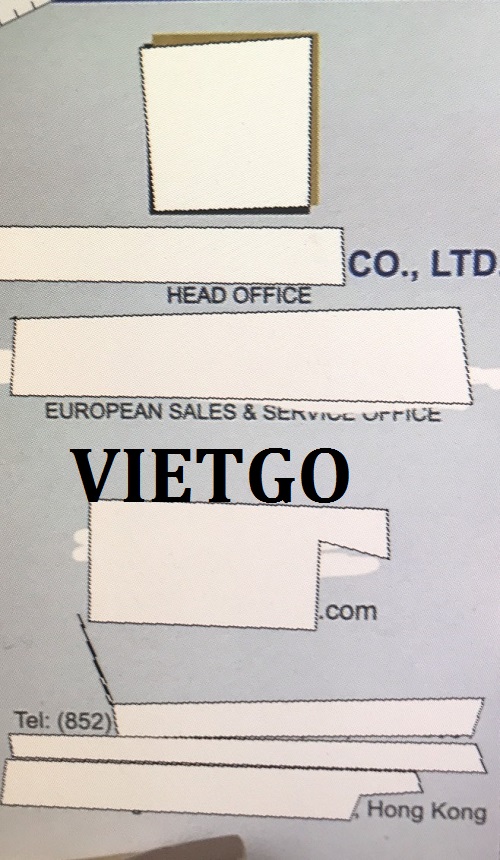 CO., LTD.
HEAD OFFICE
EUROPEAN SALES & SERVICE OFFICE
VIETGO
.com
Tel: (852)
, Hong Kong